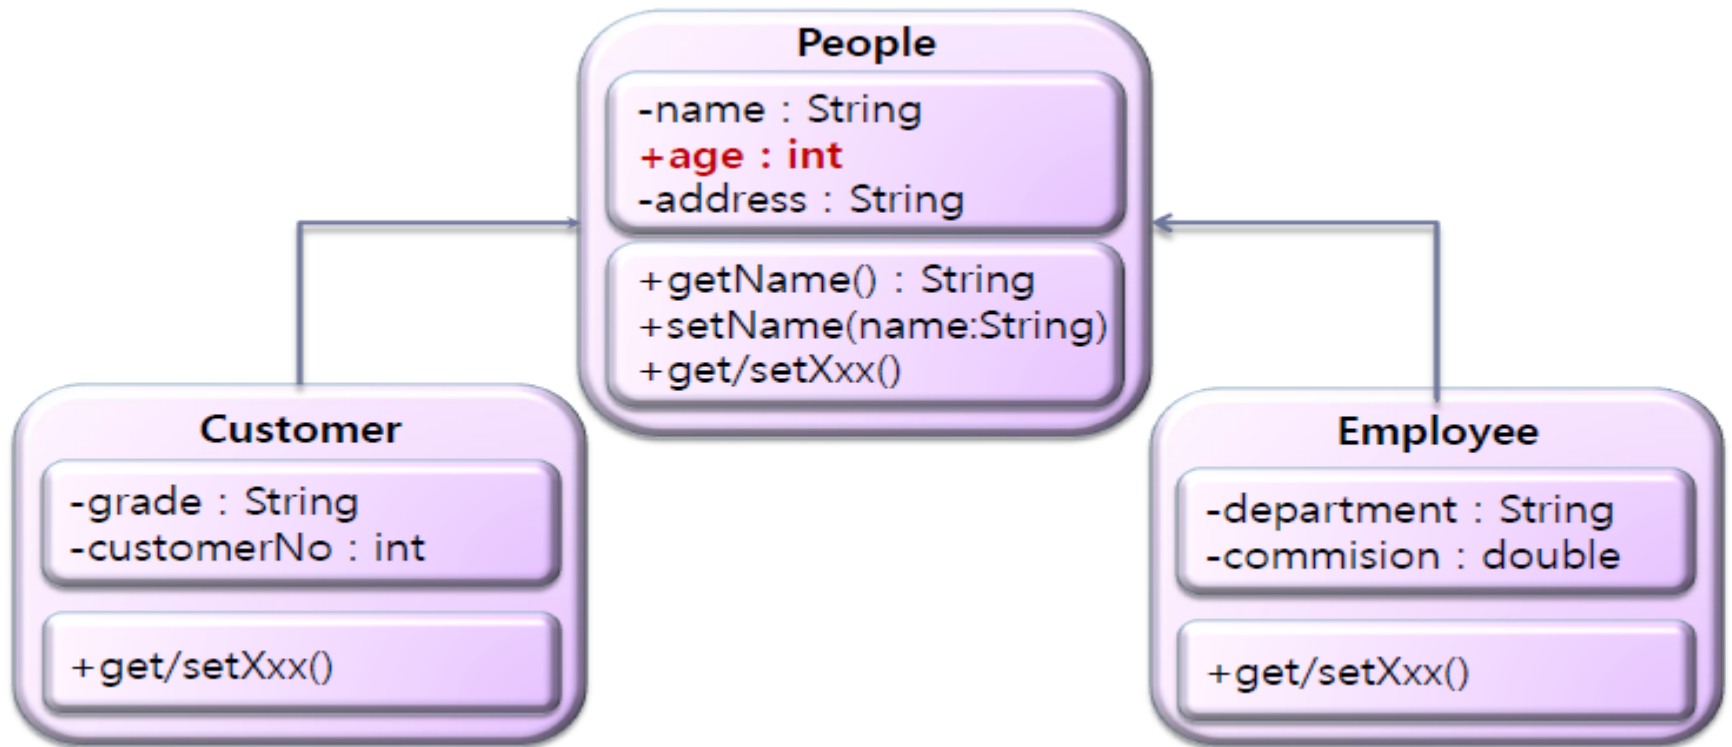 People
-name : String
+age : int
-address : String
+getName() : String
+setName(name:String)
+get/setXxx()
Customer
-grade : String
-customerNo : int
+get/setXxx()
Employee
-department : String
-commision : double
+get/setXxx()